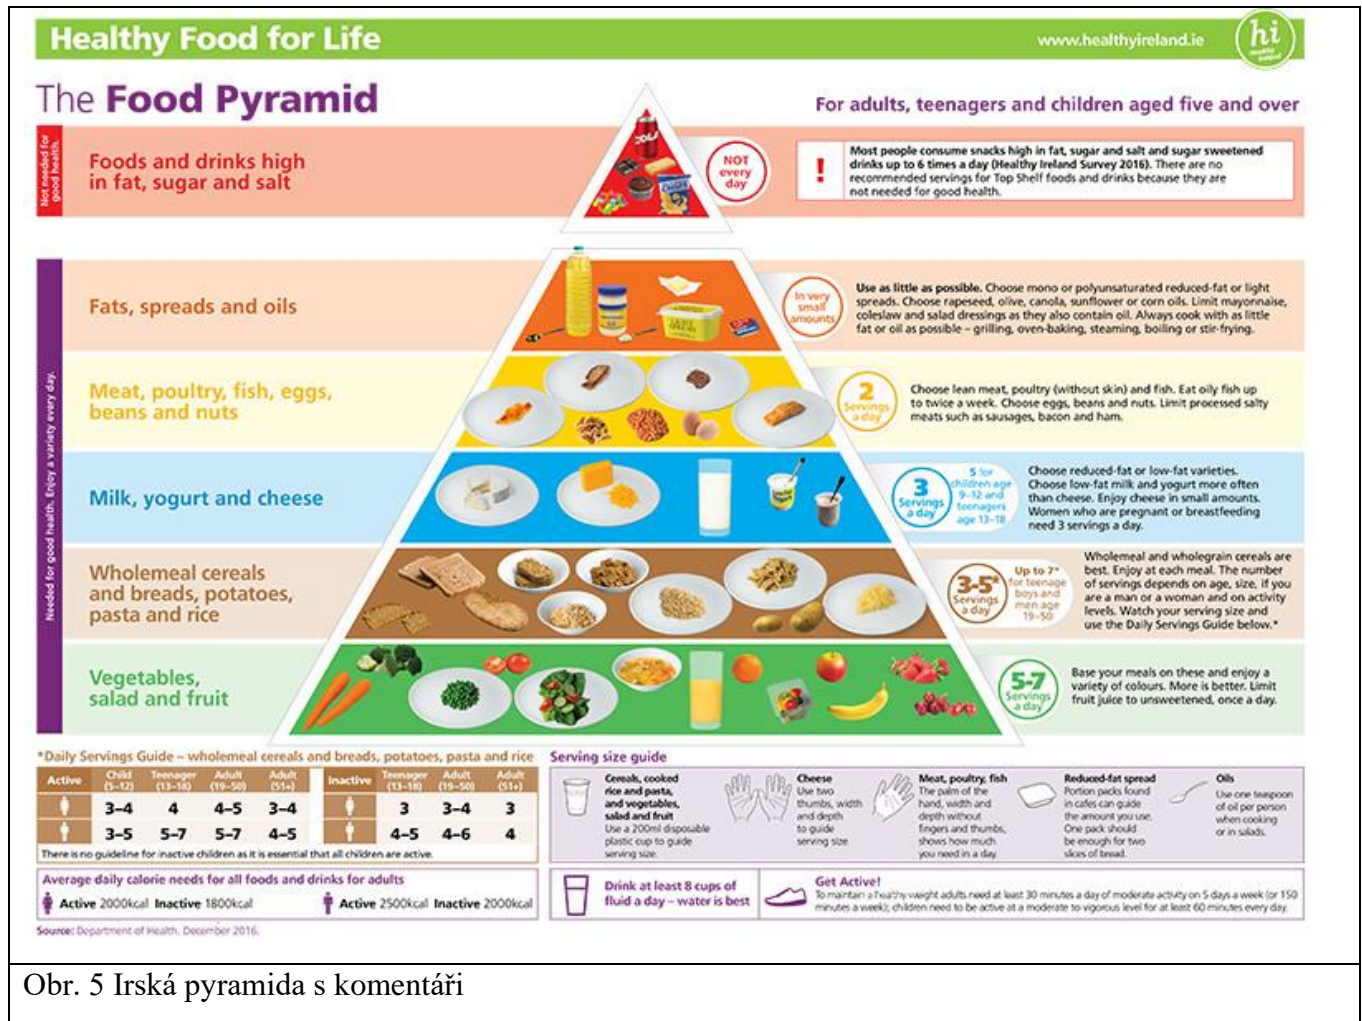 Healthy Food for Life
www.healthyireland.ie
hi
The Food Pyramid
For adults, teenagers and children aged five and over
Not needed for
good health.
Foods and drinks high
in fat, sugar and salt
NOT
every
day
!
Most people consume snacks high in fat, sugar and salt and sugar sweetened
drinks up to 6 times a day (Healthy Ireland Survey 2016). There are no
recommended servings for Top Shelf foods and drinks because they are
not needed for good health.
Needed for good health. Enjoy a variety every day.
Fats, spreads and oils
In very
small
amounts
Use as little as possible. Choose mono or polyunsaturated reduced-fat or light
spreads. Choose rapeseed, olive, canola, sunflower or corn oils. Limit mayonnaise,
coleslaw and salad dressings as they also contain oil. Always cook with as little
fat or oil as possible – grilling, oven-baking, steaming, boiling or stir-frying.
Meat, poultry, fish, eggs,
beans and nuts
2
Servings
a day
Choose lean meat, poultry (without skin) and fish. Eat oily fish up
to twice a week. Choose eggs, beans and nuts. Limit processed salty
meats such as sausages, bacon and ham.
Milk, yogurt and cheese
3
Servings
a day
5 for
children age
9–12 and
teenagers
age 13–18
Choose reduced-fat or low-fat varieties.
Choose low-fat milk and yogurt more often
than cheese. Enjoy cheese in small amounts.
Women who are pregnant or breastfeeding
need 3 servings a day.
Wholemeal cereals
and breads, potatoes,
pasta and rice
3-5*
Servings
a day
Up to 7*
for teenage
boys and
men age
19–50
Wholemeal and wholegrain cereals are
best. Enjoy at each meal. The number
of servings depends on age, size, if you
are a man or a woman and on activity
levels. Watch your serving size and
use the Daily Servings Guide below.*
Vegetables,
salad and fruit
5-7
Servings
a day
Base your meals on these and enjoy a
variety of colours. More is better. Limit
fruit juice to unsweetened, once a day.
*Daily Servings Guide – wholemeal cereals and breads, potatoes, pasta and rice
Active Child (5–12) Teenager (13–18) Adult (19–50) Adult (51+) Inactive Teenager (13–18) Adult (19–50) Adult (51+)
3–4 4 4–5 3–4 3 3–4 3
3–5 5–7 5–7 4–5 4–5 4–6 4
There is no guideline for inactive children as it is essential that all children are active.
Average daily calorie needs for all foods and drinks for adults
Active 2000kcal Inactive 1800kcal Active 2500kcal Inactive 2000kcal
Serving size guide
Cereals, cooked
rice and pasta,
and vegetables,
salad and fruit
Use a 200ml disposable
plastic cup to guide
serving size.
Cheese
Use two
thumbs, width
and depth
to guide
serving size.
Meat, poultry, fish
The palm of the
hand, width and
depth without
fingers and thumbs,
shows how much
you need in a day.
Reduced-fat spread
Portion packs found
in cafes can guide
the amount you use.
One pack should
be enough for two
slices of bread.
Oils
Use one teaspoon
of oil per person
when cooking
or in salads.
Drink at least 8 cups of
fluid a day – water is best
Get Active!
To maintain a healthy weight adults need at least 30 minutes a day of moderate activity on 5 days a week (or 150
minutes a week); children need to be active at a moderate to vigorous level for at least 60 minutes every day.
Source: Department of Health. December 2016.
Obr. 5 Irská pyramida s komentáři